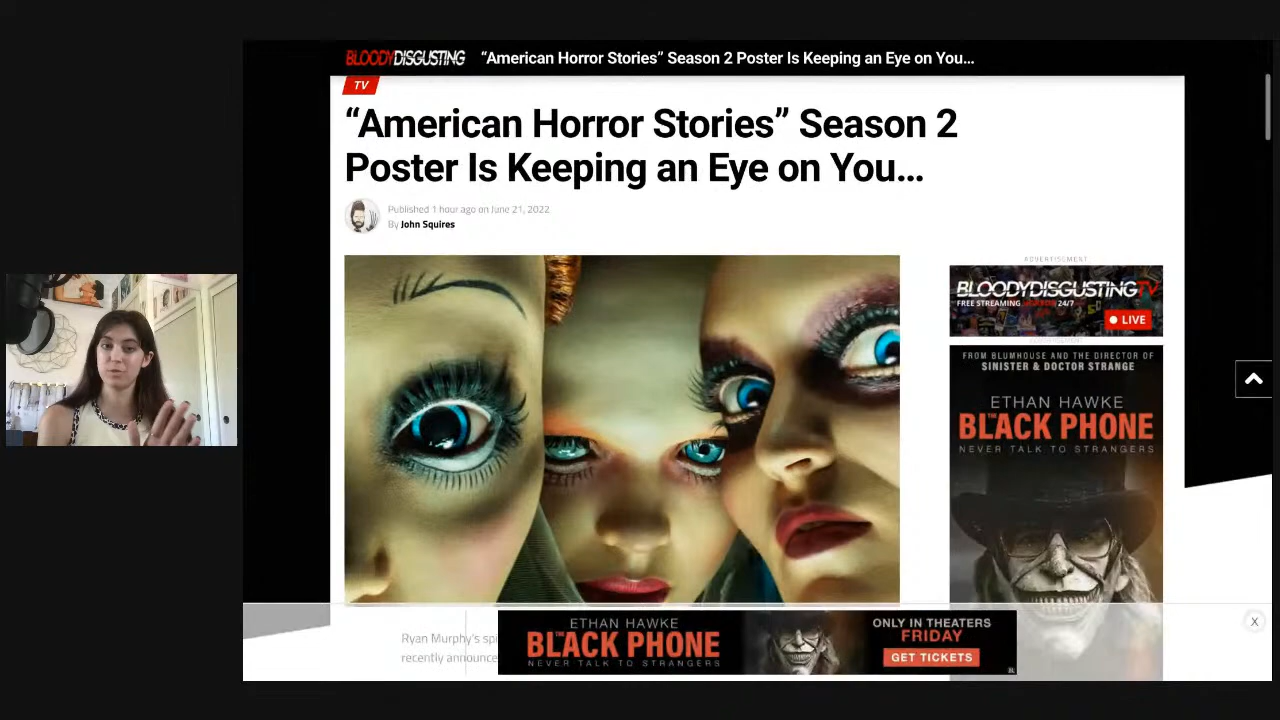 BLOODYDISGUSTING “American Horror Stories” Season 2 Poster Is Keeping an Eye on You...
TV
“American Horror Stories” Season 2
Poster Is Keeping an Eye on You...
Published 1 hour ago on June 21, 2022
By John Squires
ADVERTISEMENT
BLOODYDISGUSTING TV
FREE STREAMING HORROR 24/7
LIVE
FROM BLUMHOUSE AND THE DIRECTOR OF
SINISTER & DOCTOR STRANGE
ETHAN HAWKE
THE BLACK PHONE
NEVER TALK TO STRANGERS
Ryan Murphy's spi
recently announce
ETHAN HAWKE
THE BLACK PHONE
NEVER TALK TO STRANGERS
ONLY IN THEATERS
FRIDAY
GET TICKETS
X